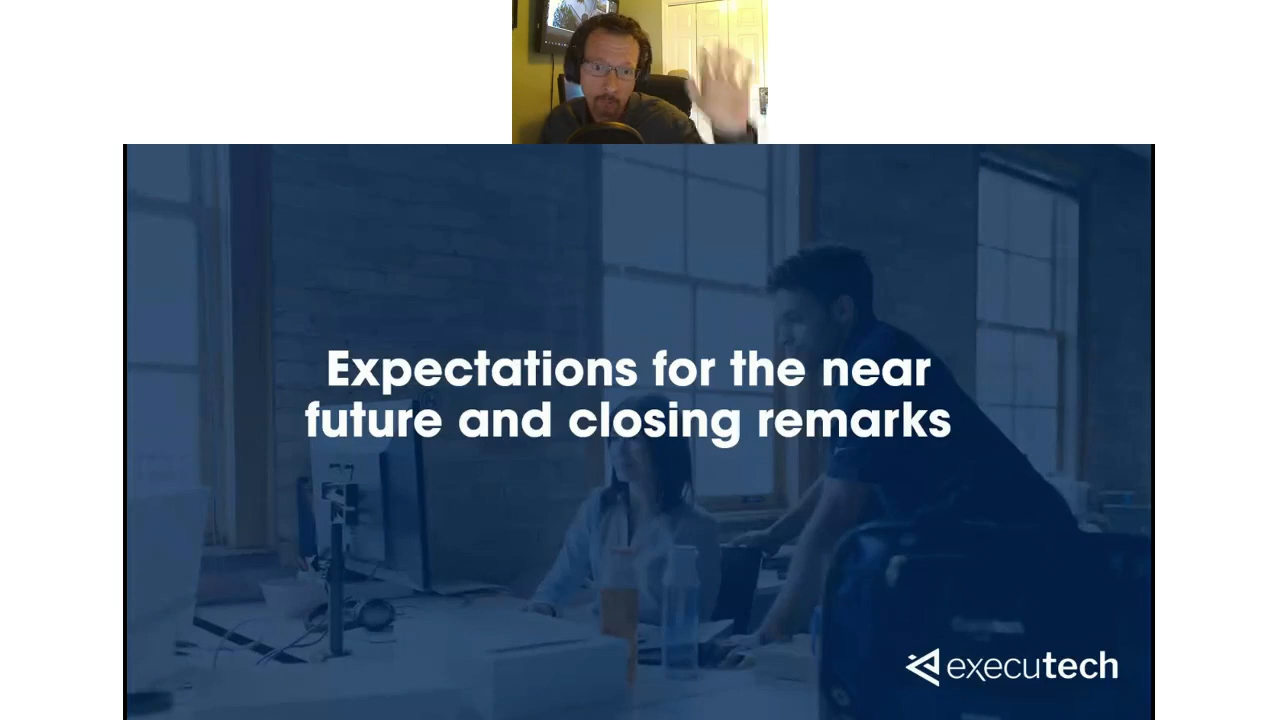 Expectations for the near
future and closing remarks
executech